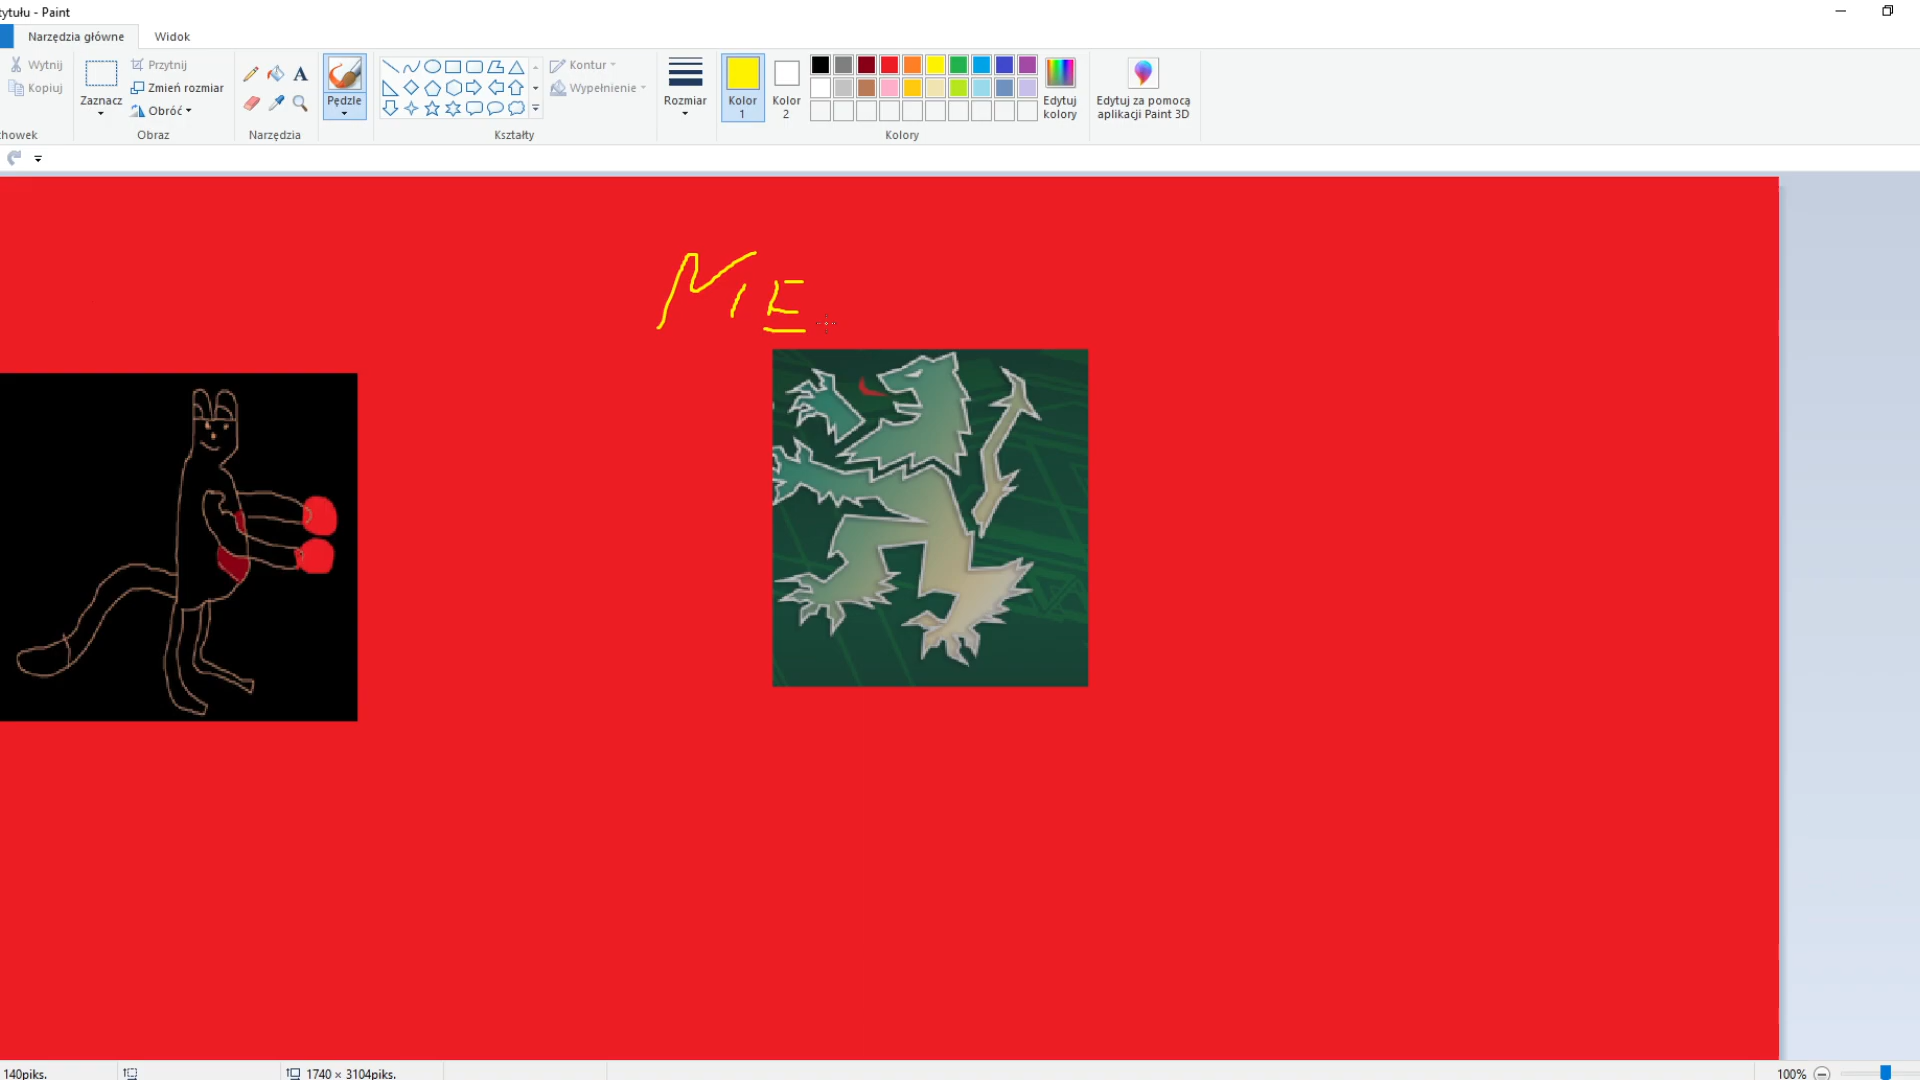 tytułu - Paint
Narzędzia główne Widok
Wytnij
Kopiuj
Zaznacz
Przytnij
Zmień rozmiar
Obróć
Pędzle
Kontur
Wypełnienie
Rozmiar
Kolor 1
Kolor 2
Edytuj kolory
Edytuj za pomocą aplikacji Paint 3D
howek Obraz Narzędzia Kształty Kolory
NIE
140piks. 1740 × 3104piks. 100%